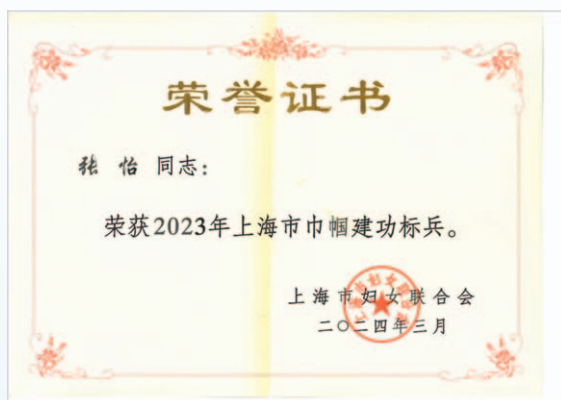 荣誉证书
张 怡 同志：
荣获2023年上海市巾帼建功标兵。
上海市妇女联合会
二〇二四年三月